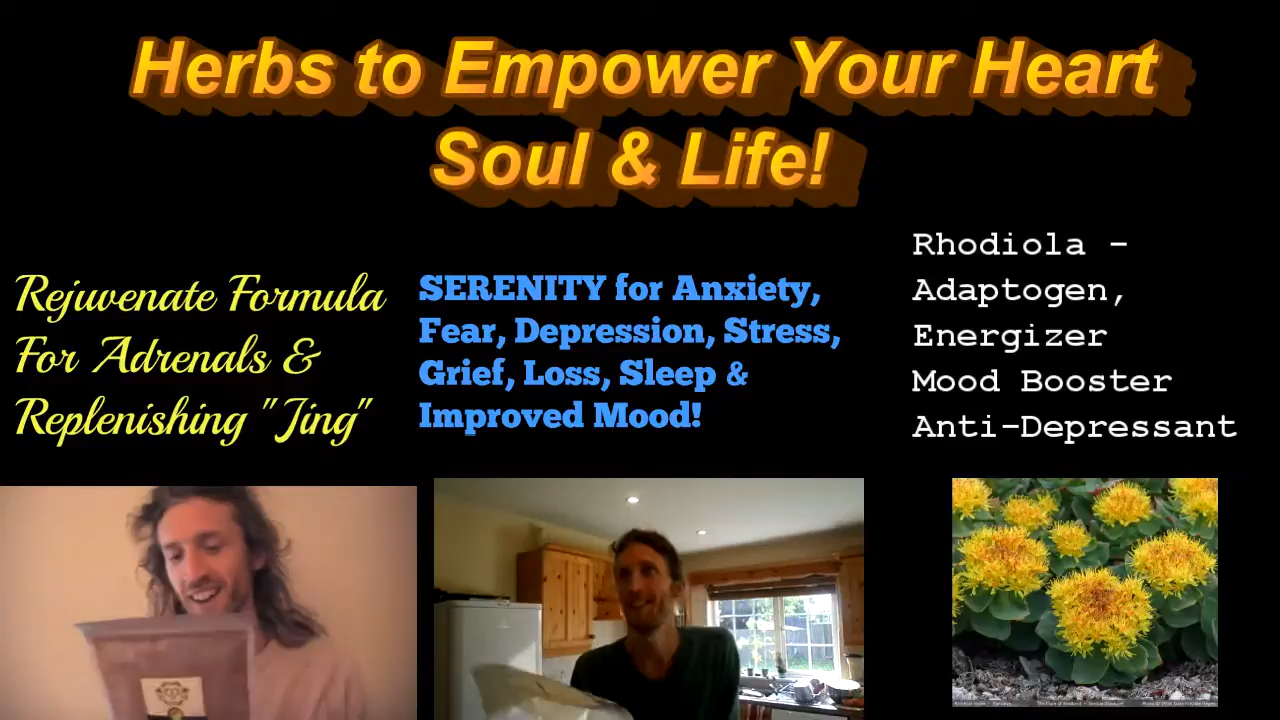 Herbs to Empower Your Heart
Soul & Life!
Rejuvenate Formula
For Adrenals &
Replenishing "Jing"
SERENITY for Anxiety,
Fear, Depression, Stress,
Grief, Loss, Sleep &
Improved Mood!
Rhodiola -
Adaptogen,
Energizer
Mood Booster
Anti-Depressant